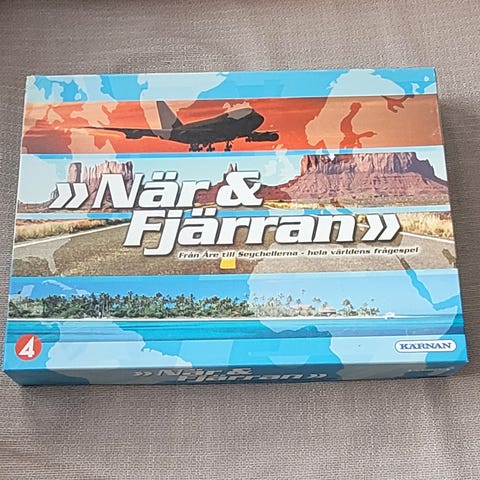 »När &
Fjärran»
Från Åre till Seychellerna - hela världens frågespel
4
KÄRNAN
»När &
Fjärran»